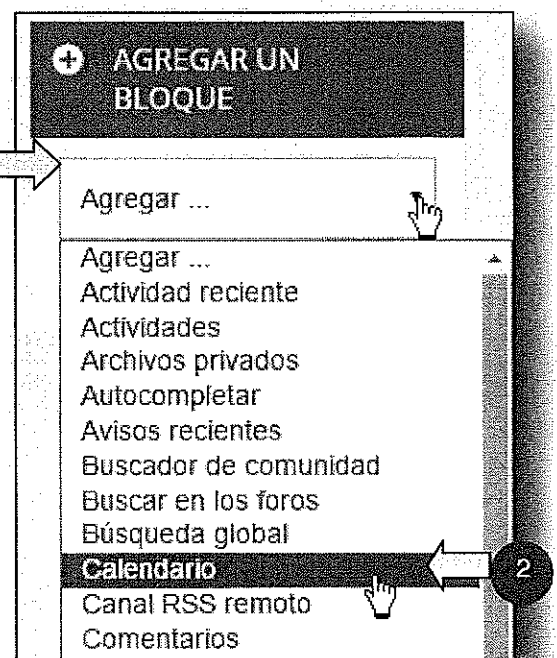 AGREGAR UN
BLOQUE
Agregar ...
Agregar ...
Actividad reciente
Actividades
Archivos privados
Autocompletar
Avisos recientes
Buscador de comunidad
Buscar en los foros
Búsqueda global
Calendario
2
Canal RSS remoto
Comentarios